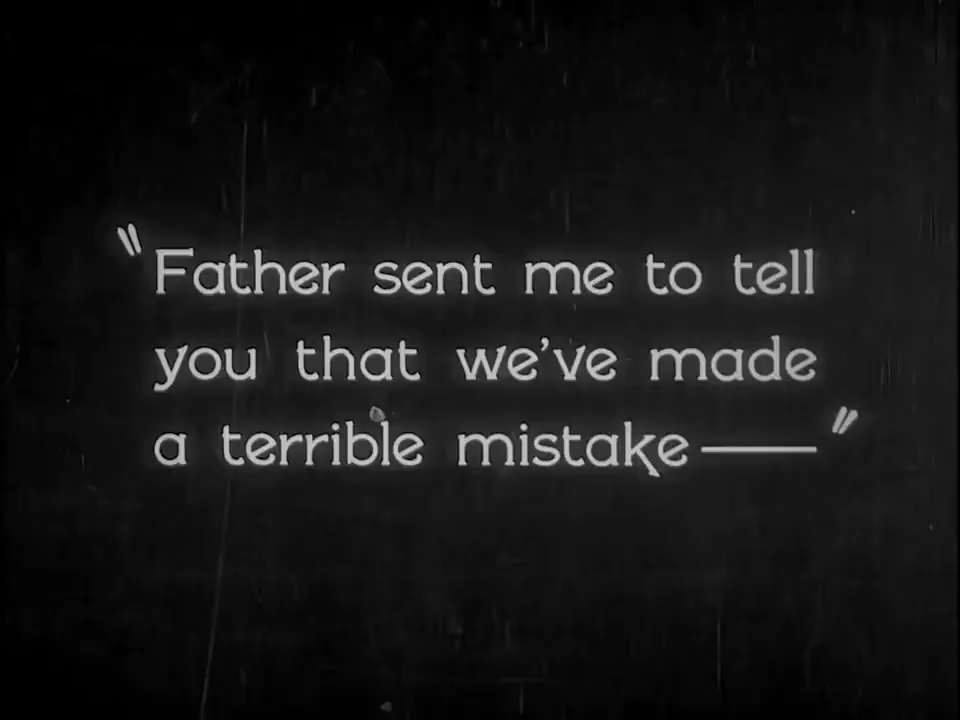 "Father sent me to tell
you that we've made
a terrible mistake——"